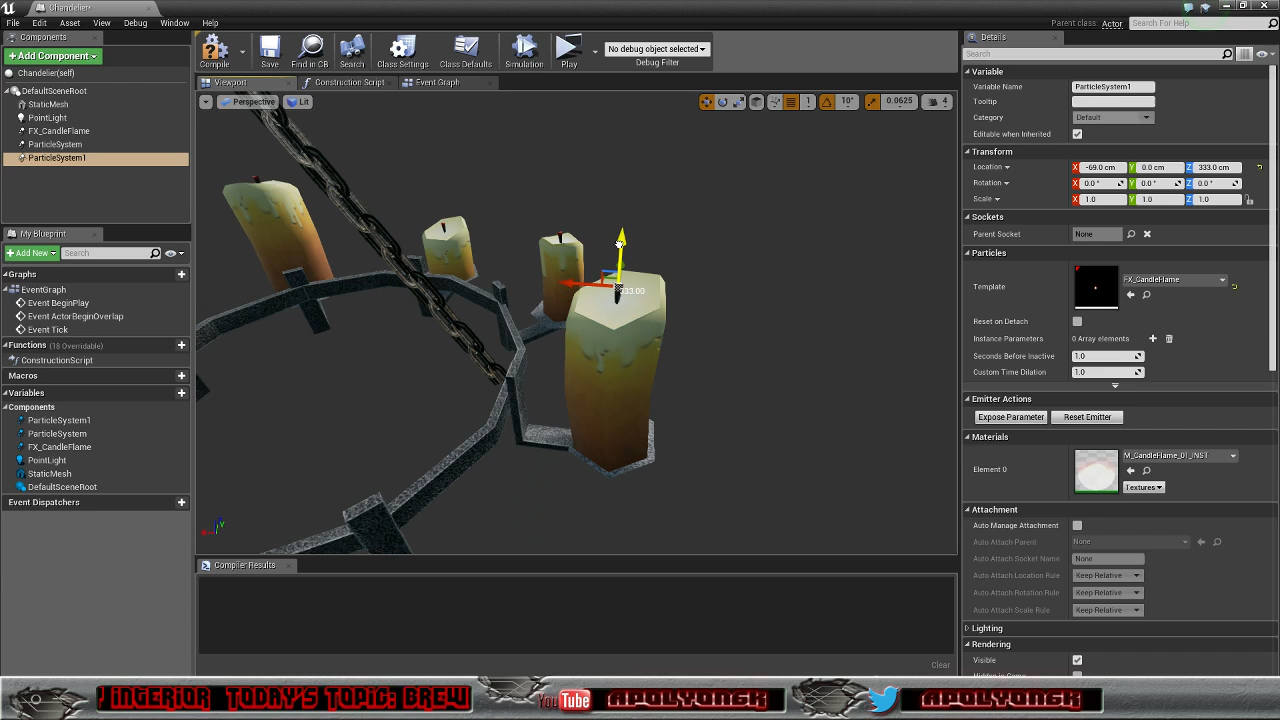 Chandelier*
File Edit Asset View Debug Window Help
Parent class: Actor
Search For Help
Components
+ Add Component
Chandelier(self)
DefaultSceneRoot
StaticMesh
PointLight
FX_CandleFlame
ParticleSystem
ParticleSystem1
My Blueprint
+ Add New
Search
Graphs
EventGraph
Event BeginPlay
Event ActorBeginOverlap
Event Tick
Functions (18 Overridable)
ConstructionScript
Macros
Variables
Components
ParticleSystem1
ParticleSystem
FX_CandleFlame
PointLight
StaticMesh
DefaultSceneRoot
Event Dispatchers
Compile
Save
Find in CB
Search
Class Settings
Class Defaults
Simulation
Play
No debug object selected
Debug Filter
Viewport
Construction Script
Event Graph
Perspective
Lit
1
10°
0.0625
4
333.00
Compiler Results
Clear
Details
Search
Variable
Variable Name ParticleSystem1
Tooltip
Category Default
Editable when Inherited
Transform
Location X -69.0 cm Y 0.0 cm Z 333.0 cm
Rotation X 0.0 ° Y 0.0 ° Z 0.0 °
Scale X 1.0 Y 1.0 Z 1.0
Sockets
Parent Socket None
Particles
Template FX_CandleFlame
Reset on Detach
Instance Parameters 0 Array elements
Seconds Before Inactive 1.0
Custom Time Dilation 1.0
Emitter Actions
Expose Parameter Reset Emitter
Materials
Element 0 M_CandleFlame_01_INST
Textures
Attachment
Auto Manage Attachment
Auto Attach Parent None
Auto Attach Socket Name None
Auto Attach Location Rule Keep Relative
Auto Attach Rotation Rule Keep Relative
Auto Attach Scale Rule Keep Relative
Lighting
Rendering
Visible
INTERIOR TODAY'S TOPIC: BREW
YouTube APOLYONGK APOLYONGK